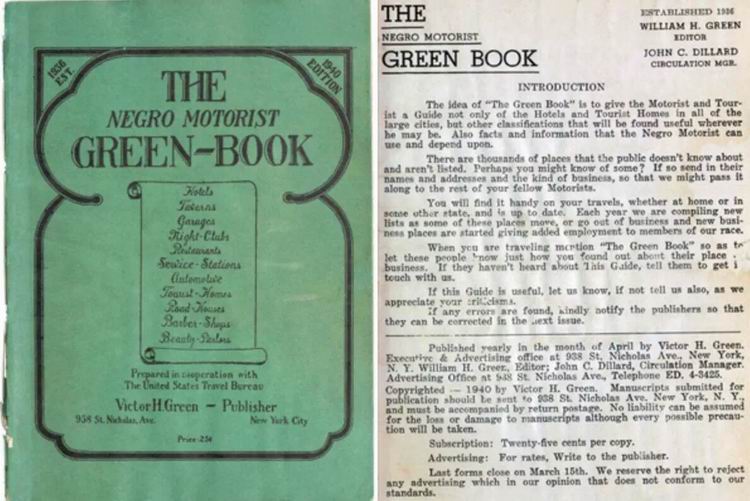 1936
EST.
1940
EDITION
THE
NEGRO MOTORIST
GREEN-BOOK
Hotels
Taverns
Garages
Night-Clubs
Restaurants
Service-Stations
Automotive
Tourist-Homes
Road-Houses
Barber-Shops
Beauty-Parlors
Prepared in cooperation with
The United States Travel Bureau
Victor H. Green — Publisher
938 St. Nicholas, Ave. New York City
Price 25¢
THE
NEGRO MOTORIST
GREEN BOOK
ESTABLISHED 1936
WILLIAM H. GREEN
EDITOR
JOHN C. DILLARD
CIRCULATION MGR.
INTRODUCTION
The idea of "The Green Book" is to give the Motorist and Tour-
ist a Guide not only of the Hotels and Tourist Homes in all of the
large cities, but other classifications that will be found useful wherever
he may be. Also facts and information that the Negro Motorist can
use and depend upon.
There are thousands of places that the public doesn't know about
and aren't listed. Perhaps you might know of some? If so send in their
names and addresses and the kind of business, so that we might pass it
along to the rest of your fellow Motorists.
You will find it handy on your travels, whether at home or in
some other state, and is up to date. Each year we are compiling new
lists as some of these places move, or go out of business and new busi-
ness places are started giving added employment to members of our race.
When you are traveling mention "The Green Book" so as to
let these people know just how you found out about their place
business. If they haven't heard about This Guide, tell them to get i
touch with us.
If this Guide is useful, let us know, if not tell us also, as we
appreciate your criticisms.
If any errors are found, kindly notify the publishers so that
they can be corrected in the next issue.
Published yearly in the month of April by Victor H. Green.
Executive & Advertising office at 938 St. Nicholas Ave., New York,
N. Y. William H. Green, Editor; John C. Dillard, Circulation Manager.
Advertising Office at 938 St. Nicholas Ave., Telephone ED. 4-3425.
Copyrighted — 1940 by Victor H. Green. Manuscripts submitted for
publication should be sent to 938 St. Nicholas Ave. New York, N. Y.,
and must be accompanied by return postage. No liability can be assumed
for the loss or damage to manuscripts although every possible precau-
tion will be taken.
Subscription: Twenty-five cents per copy.
Advertising: For rates, Write to the publisher.
Last forms close on March 15th. We reserve the right to reject
any advertising which in our opinion that does not conform to our
standards.